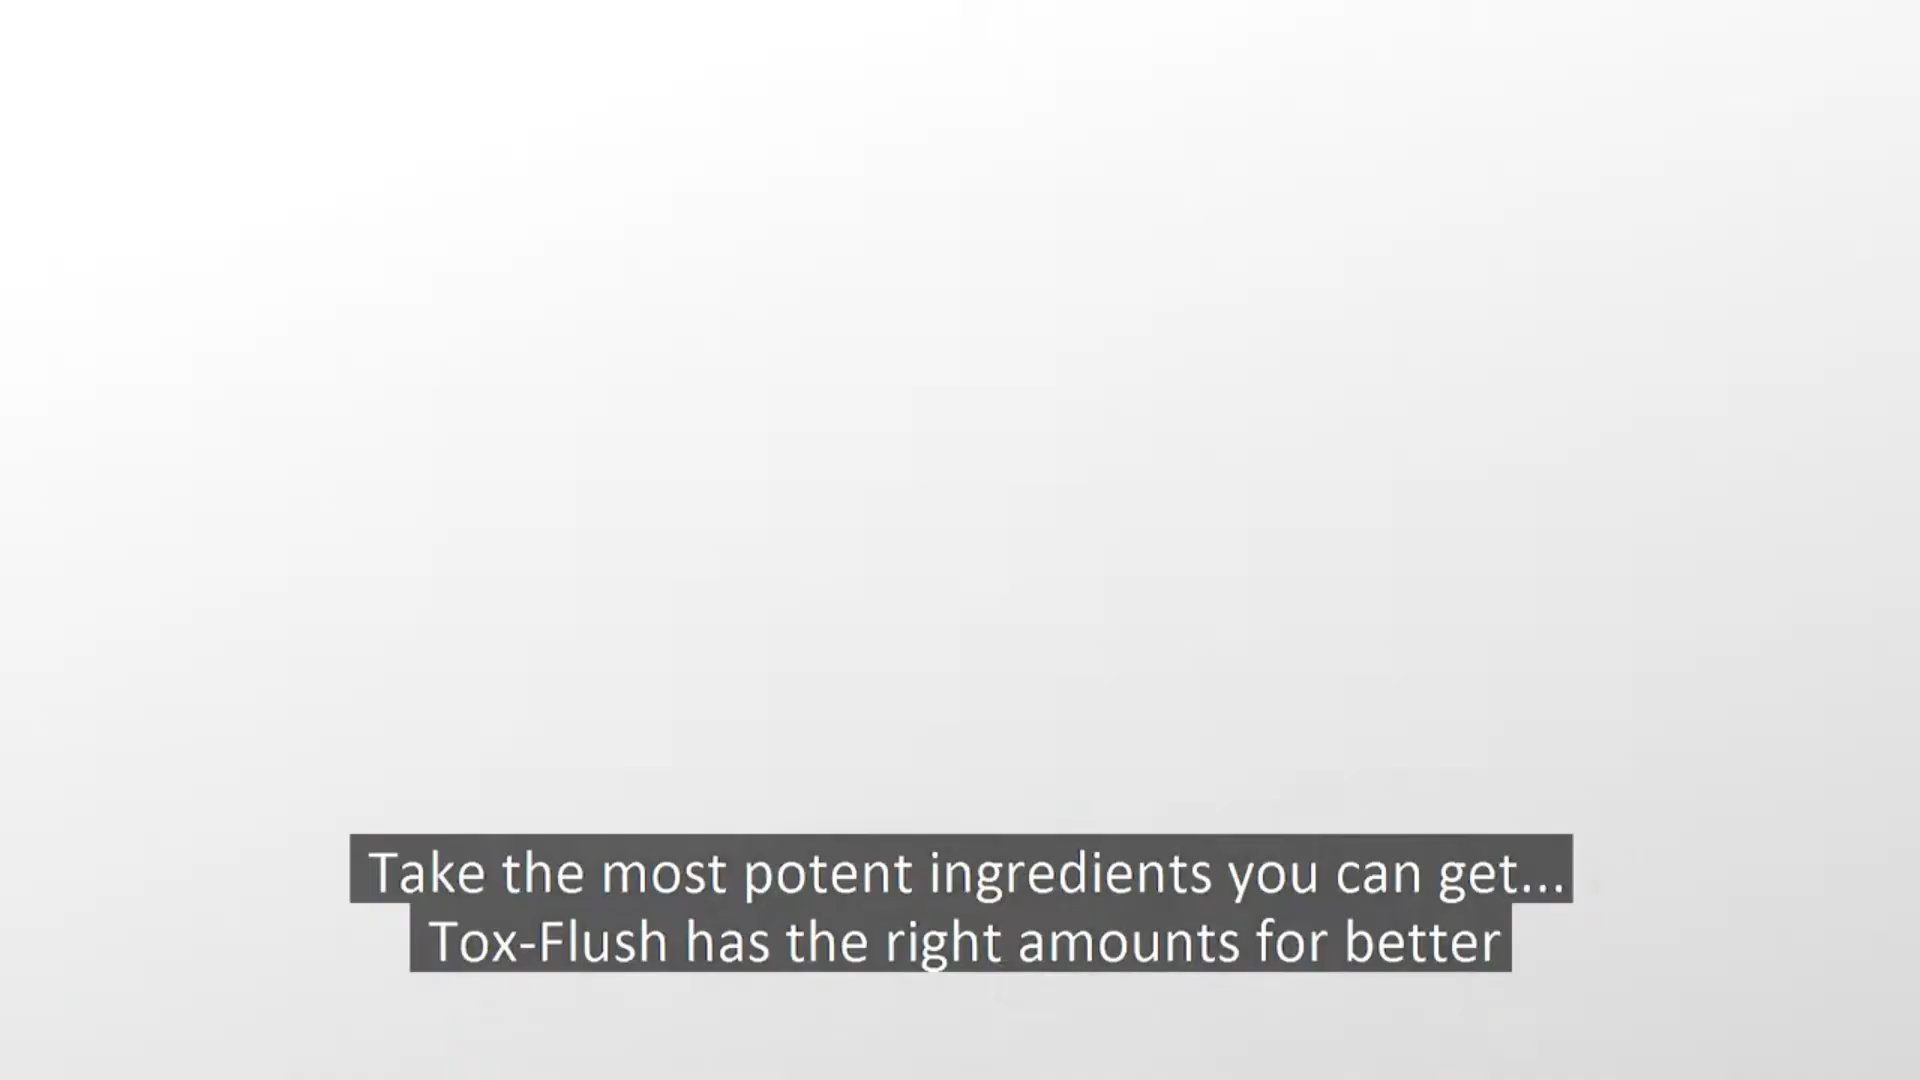 Take the most potent ingredients you can get...
Tox-Flush has the right amounts for better